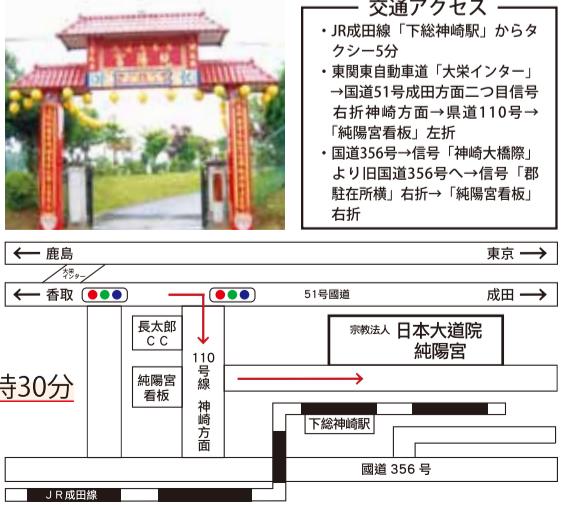 交通アクセス
・JR成田線「下総神崎駅」からタ
クシー5分
・東関東自動車道「大栄インター」
→国道51号成田方面二つ目信号
右折神崎方面→県道110号→
「純陽宮看板」左折
・国道356号→信号「神崎大橋際」
より旧国道356号へ→信号「郡
駐在所横」右折→「純陽宮看板」
右折
← 鹿島
東京 →
大栄
インター
← 香取
51号國道
成田 →
長太郎
CC
110号線 神崎方面
宗教法人 日本大道院
純陽宮
純陽宮
看板
時30分
下総神崎駅
國道 356 号
JR成田線